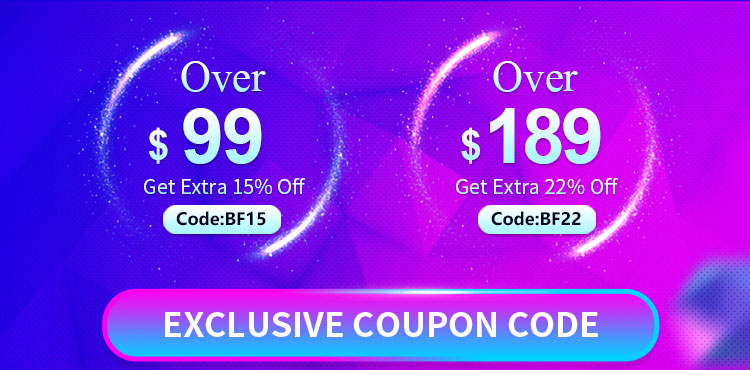 Over
$ 99
Get Extra 15% Off
Code:BF15
Over
$ 189
Get Extra 22% Off
Code:BF22
EXCLUSIVE COUPON CODE